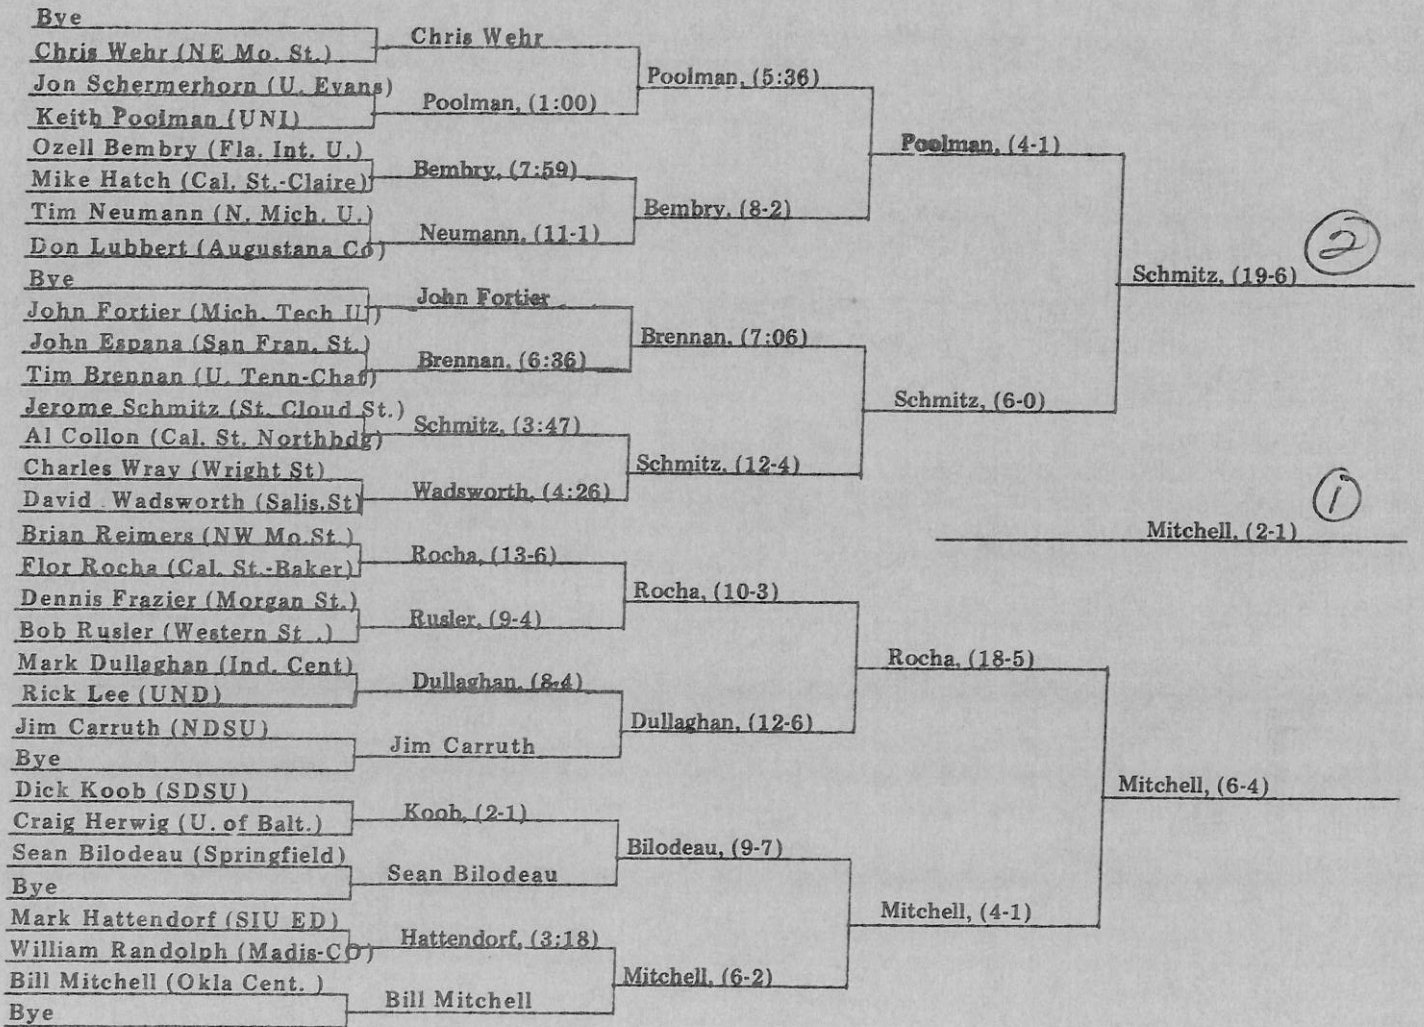 Bye
Chris Wehr (NE Mo. St.)
Jon Schermerhorn (U. Evans)
Keith Poolman (UNI)
Ozell Bembry (Fla. Int. U.)
Mike Hatch (Cal. St.-Claire)
Tim Neumann (N. Mich. U.)
Don Lubbert (Augustana Co)
Bye
John Fortier (Mich. Tech U)
John Espana (San Fran. St.)
Tim Brennan (U. Tenn-Chat)
Jerome Schmitz (St. Cloud St.)
Al Collon (Cal. St. Northbdg)
Charles Wray (Wright St)
David Wadsworth (Salis.St)
Brian Reimers (NW Mo.St.)
Flor Rocha (Cal. St.-Baker)
Dennis Frazier (Morgan St.)
Bob Rusler (Western St .)
Mark Dullaghan (Ind. Cent)
Rick Lee (UND)
Jim Carruth (NDSU)
Bye
Dick Koob (SDSU)
Craig Herwig (U. of Balt.)
Sean Bilodeau (Springfield)
Bye
Mark Hattendorf (SIU ED)
William Randolph (Madis-CO)
Bill Mitchell (Okla Cent. )
Bye
Chris Wehr
Poolman, (1:00)
Bembry, (7:59)
Neumann, (11-1)
John Fortier
Brennan, (6:36)
Schmitz, (3:47)
Wadsworth, (4:26)
Rocha, (13-6)
Rusler, (9-4)
Dullaghan, (8-4)
Jim Carruth
Koob, (2-1)
Sean Bilodeau
Hattendorf, (3:18)
Bill Mitchell
Poolman, (5:36)
Bembry, (8-2)
Brennan, (7:06)
Schmitz, (12-4)
Rocha, (10-3)
Dullaghan, (12-6)
Bilodeau, (9-7)
Mitchell, (6-2)
Poolman, (4-1)
Schmitz, (6-0)
Rocha, (18-5)
Mitchell, (4-1)
Schmitz, (19-6) 2
Mitchell, (2-1) 1
Mitchell, (6-4)